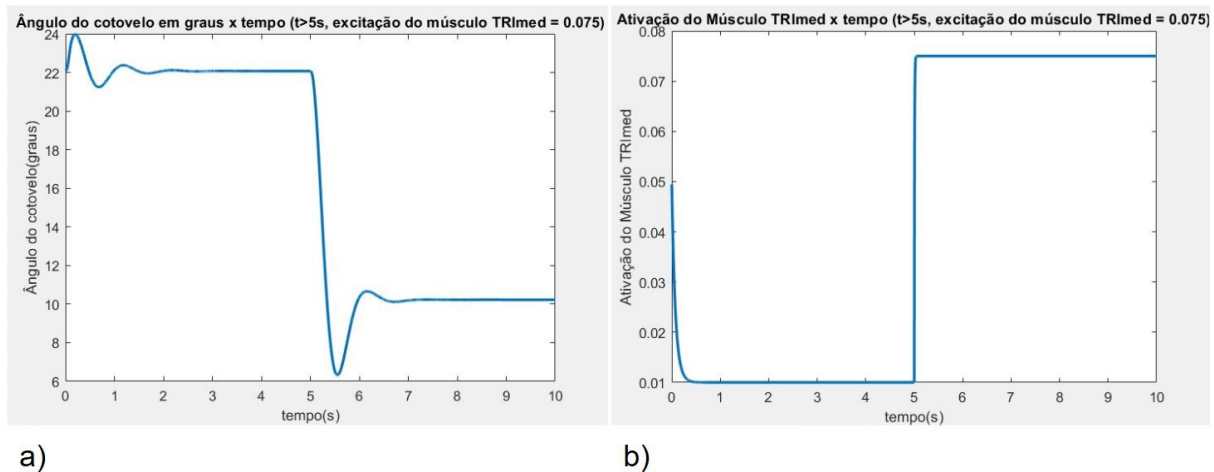 Ângulo do cotovelo em graus x tempo (t>5s, excitação do músculo TRImed = 0.075)
24
22
20
18
16
14
12
10
8
6
Ângulo do cotovelo(graus)
0 1 2 3 4 5 6 7 8 9 10
tempo(s)
a)
Ativação do Músculo TRImed x tempo (t>5s, excitação do músculo TRImed = 0.075)
0.08
0.07
0.06
0.05
0.04
0.03
0.02
0.01
Ativação do Músculo TRImed
0 1 2 3 4 5 6 7 8 9 10
tempo(s)
b)